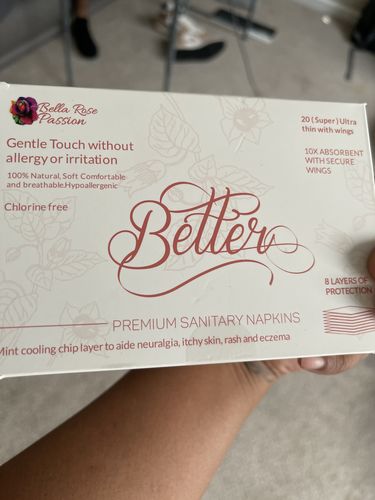 Bella Rose
Passion
20 ( Super ) Ultra
thin with wings
Gentle Touch without
allergy or irritation
10X ABSORBENT
WITH SECURE
WINGS
100% Natural, Soft Comfortable
and breathable.Hypoallergenic
Chlorine free
Better
8 LAYERS OF
PROTECTION
PREMIUM SANITARY NAPKINS
Mint cooling chip layer to aide neuralgia, itchy skin, rash and eczema